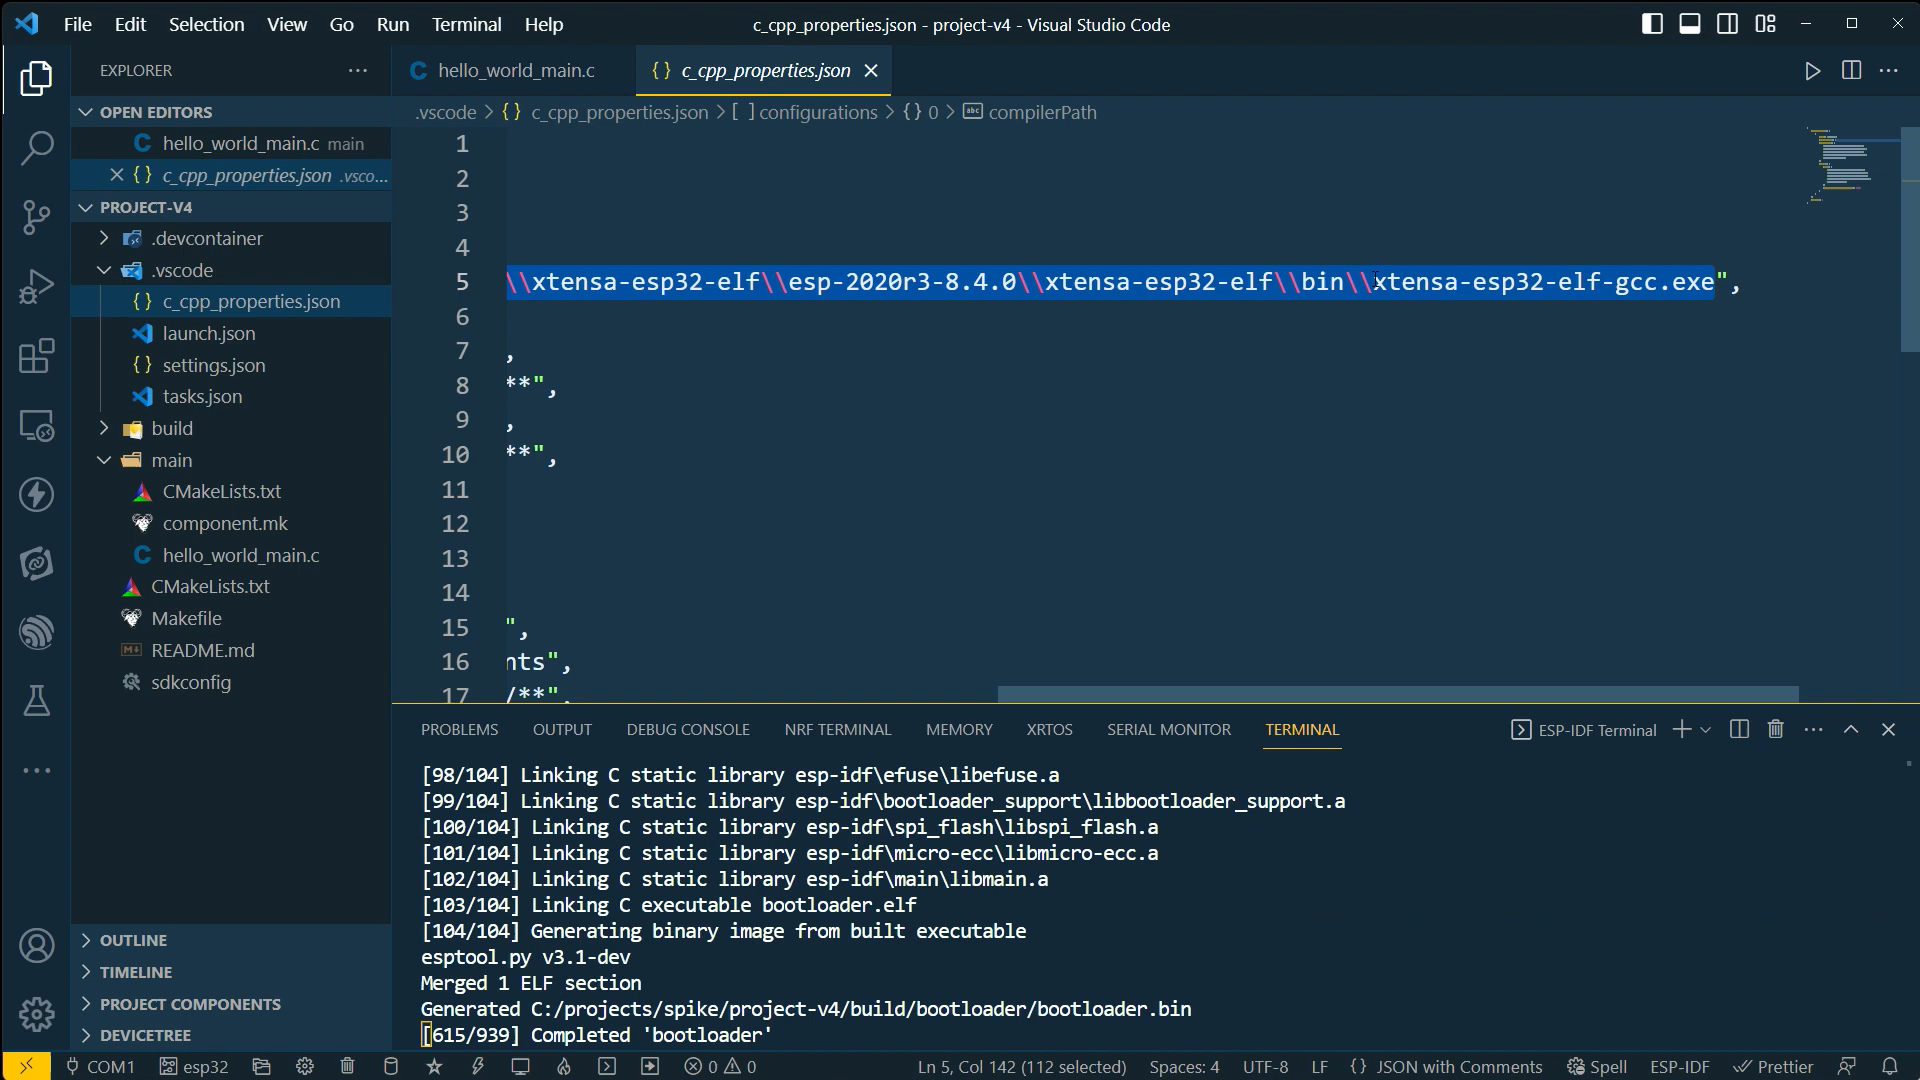 File Edit Selection View Go Run Terminal Help
c_cpp_properties.json - project-v4 - Visual Studio Code
EXPLORER
OPEN EDITORS
hello_world_main.c main
c_cpp_properties.json .vsco...
PROJECT-V4
.devcontainer
.vscode
c_cpp_properties.json
launch.json
settings.json
tasks.json
build
main
CMakeLists.txt
component.mk
hello_world_main.c
CMakeLists.txt
Makefile
README.md
sdkconfig
OUTLINE
TIMELINE
PROJECT COMPONENTS
DEVICETREE
hello_world_main.c
{ } c_cpp_properties.json
.vscode > { } c_cpp_properties.json > [ ] configurations > { } 0 > compilerPath
1
2
3
4
5 \\xtensa-esp32-elf\\esp-2020r3-8.4.0\\xtensa-esp32-elf\\bin\\xtensa-esp32-elf-gcc.exe",
6
7 ,
8 **",
9 ,
10 **",
11
12
13
14
15 ",
16 nts",
17 /**",
PROBLEMS OUTPUT DEBUG CONSOLE NRF TERMINAL MEMORY XRTOS SERIAL MONITOR TERMINAL ESP-IDF Terminal
[98/104] Linking C static library esp-idf\efuse\libefuse.a
[99/104] Linking C static library esp-idf\bootloader_support\libbootloader_support.a
[100/104] Linking C static library esp-idf\spi_flash\libspi_flash.a
[101/104] Linking C static library esp-idf\micro-ecc\libmicro-ecc.a
[102/104] Linking C static library esp-idf\main\libmain.a
[103/104] Linking C executable bootloader.elf
[104/104] Generating binary image from built executable
esptool.py v3.1-dev
Merged 1 ELF section
Generated C:/projects/spike/project-v4/build/bootloader/bootloader.bin
[615/939] Completed 'bootloader'
COM1 esp32 0 0 Ln 5, Col 142 (112 selected) Spaces: 4 UTF-8 LF { } JSON with Comments Spell ESP-IDF Prettier